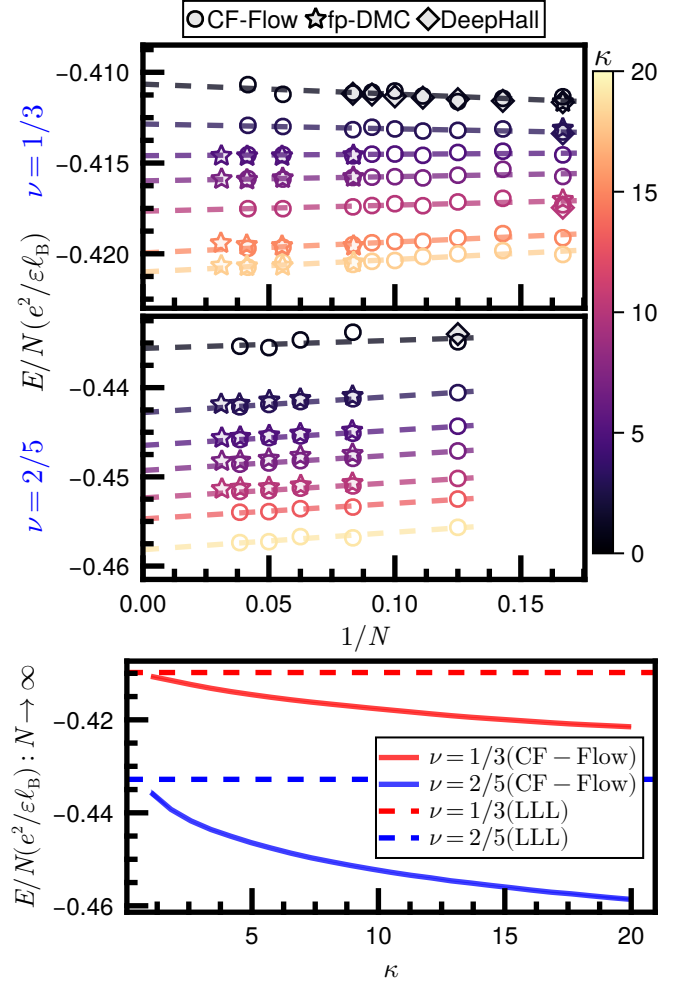 CF-Flow fp-DMC DeepHall
κ
−0.410
−0.415
−0.420
ν = 1/3
20
15
10
5
0
E/N(e²/εℓ_B)
−0.44
−0.45
−0.46
ν = 2/5
0.00 0.05 0.10 0.15
1/N
−0.42
−0.44
−0.46
E/N(e²/εℓ_B) : N → ∞
ν = 1/3(CF − Flow)
ν = 2/5(CF − Flow)
ν = 1/3(LLL)
ν = 2/5(LLL)
5 10 15 20
κ